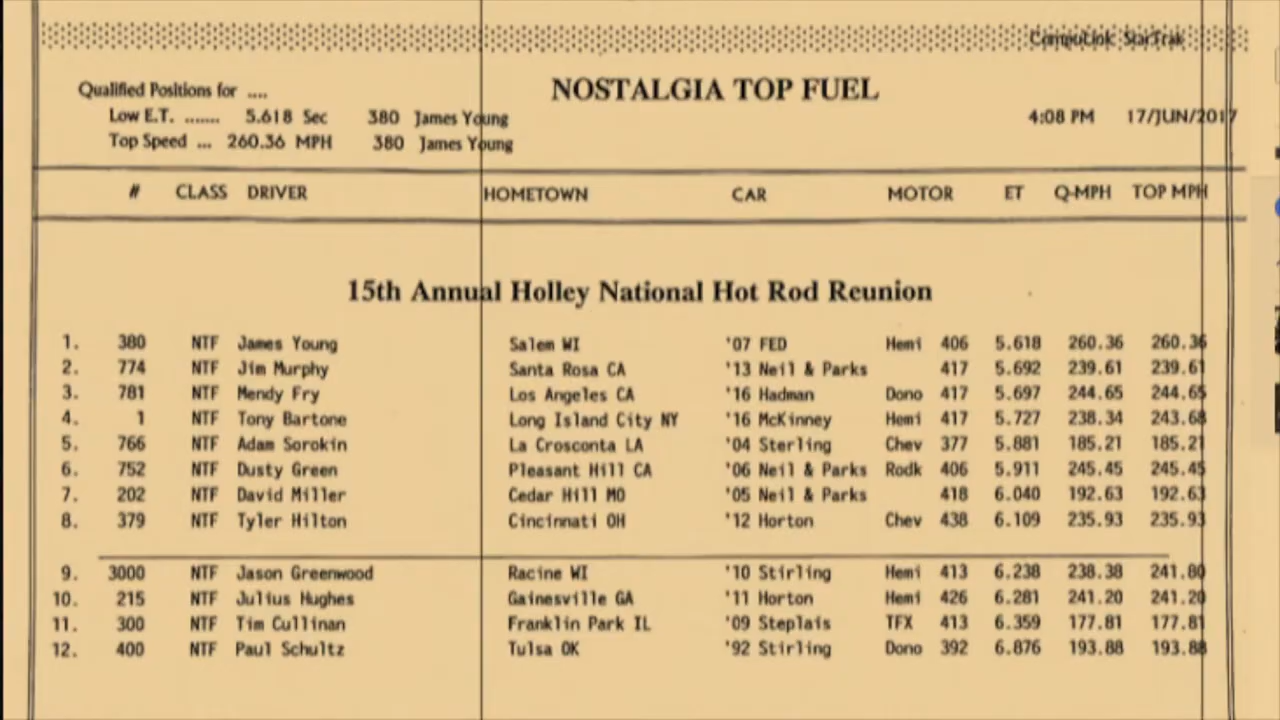 CompuLink StarTrak
Qualified Positions for .... NOSTALGIA TOP FUEL
Low E.T. ....... 5.618 Sec 380 James Young 4:08 PM 17/JUN/2017
Top Speed ... 260.36 MPH 380 James Young
# CLASS DRIVER HOMETOWN CAR MOTOR ET Q-MPH TOP MPH
15th Annual Holley National Hot Rod Reunion
1. 380 NTF James Young Salem WI '07 FED Hemi 406 5.618 260.36 260.36
2. 774 NTF Jim Murphy Santa Rosa CA '13 Neil & Parks 417 5.692 239.61 239.61
3. 781 NTF Mendy Fry Los Angeles CA '16 Hadman Dono 417 5.697 244.65 244.65
4. 1 NTF Tony Bartone Long Island City NY '16 McKinney Hemi 417 5.727 238.34 243.68
5. 766 NTF Adam Sorokin La Crosconta LA '04 Sterling Chev 377 5.881 185.21 185.21
6. 752 NTF Dusty Green Pleasant Hill CA '06 Neil & Parks Rodk 406 5.911 245.45 245.45
7. 202 NTF David Miller Cedar Hill MO '05 Neil & Parks 418 6.040 192.63 192.63
8. 379 NTF Tyler Hilton Cincinnati OH '12 Horton Chev 438 6.109 235.93 235.93
9. 3000 NTF Jason Greenwood Racine WI '10 Stirling Hemi 413 6.238 238.38 241.80
10. 215 NTF Julius Hughes Gainesville GA '11 Horton Hemi 426 6.281 241.20 241.20
11. 300 NTF Tim Cullinan Franklin Park IL '09 Steplais TFX 413 6.359 177.81 177.81
12. 400 NTF Paul Schultz Tulsa OK '92 Stirling Dono 392 6.876 193.88 193.88